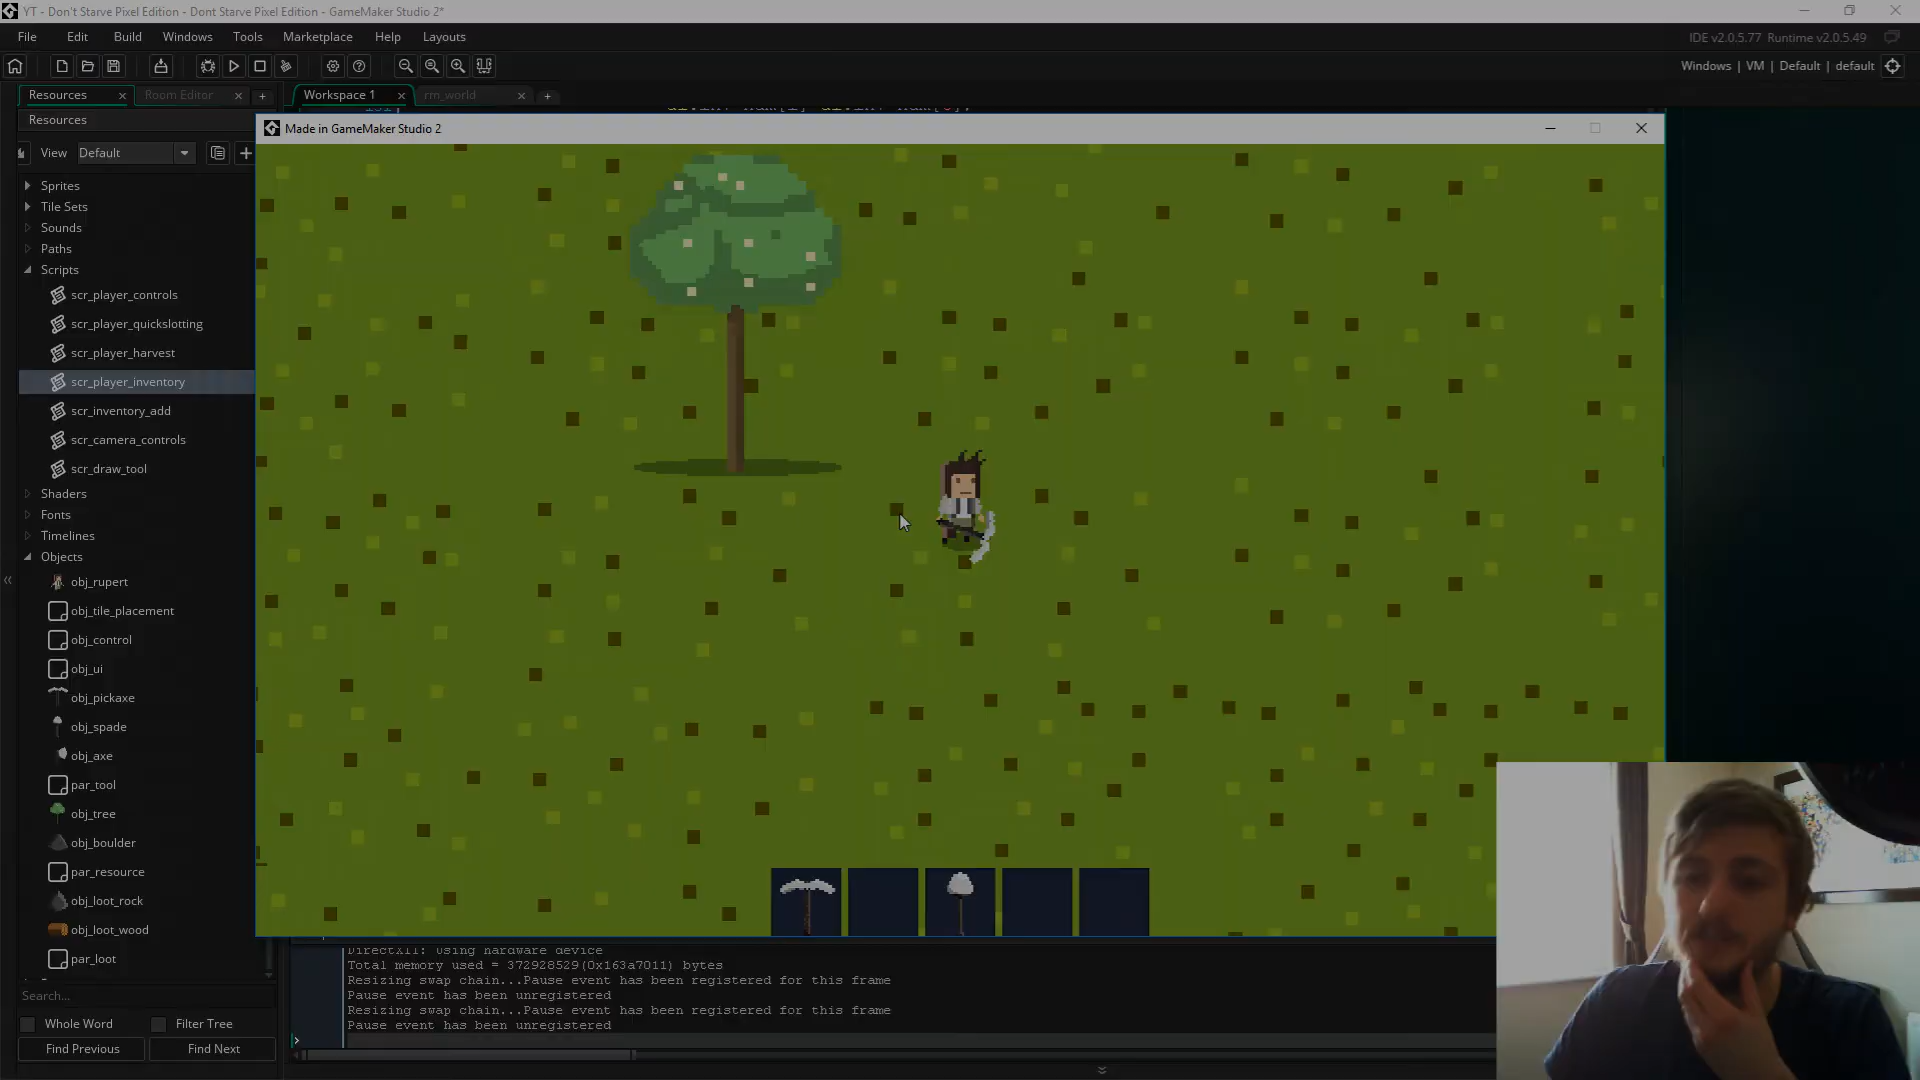 YT - Don't Starve Pixel Edition - Dont Starve Pixel Edition - GameMaker Studio 2*
File Edit Build Windows Tools Marketplace Help Layouts
IDE v2.0.5.77 Runtime v2.0.5.49
Windows | VM | Default | default
Resources Room Editor Workspace 1 rm_world
Resources
Made in GameMaker Studio 2
View Default
Sprites
Tile Sets
Sounds
Paths
Scripts
scr_player_controls
scr_player_quickslotting
scr_player_harvest
scr_player_inventory
scr_inventory_add
scr_camera_controls
scr_draw_tool
Shaders
Fonts
Timelines
Objects
obj_rupert
obj_tile_placement
obj_control
obj_ui
obj_pickaxe
obj_spade
obj_axe
par_tool
obj_tree
obj_boulder
par_resource
obj_loot_rock
obj_loot_wood
par_loot
Search...
Whole Word Filter Tree
Find Previous Find Next
DirectX11: Using hardware device
Total memory used = 372928529(0x163a7011) bytes
Resizing swap chain...Pause event has been registered for this frame
Pause event has been unregistered
Resizing swap chain...Pause event has been registered for this frame
Pause event has been unregistered